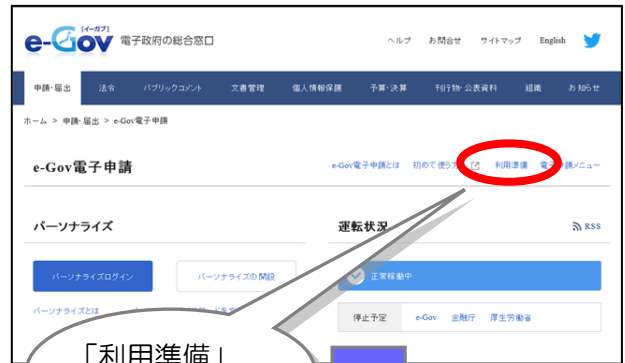 e-Gov [イーガブ] 電子政府の総合窓口
ヘルプ お問合せ サイトマップ English
申請・届出 法令 パブリックコメント 文書管理 個人情報保護 予算・決算 刊行物・公表資料 組織 お知らせ
ホーム > 申請・届出 > e-Gov電子申請
e-Gov電子申請
e-Gov電子申請とは 初めて使う方 利用準備 電子申請メニュー
パーソナライズ
運転状況
RSS
パーソナライズログイン パーソナライズの開設
正常稼動中
パーソナライズとは
停止予定 e-Gov 金融庁 厚生労働省
「利用準備」